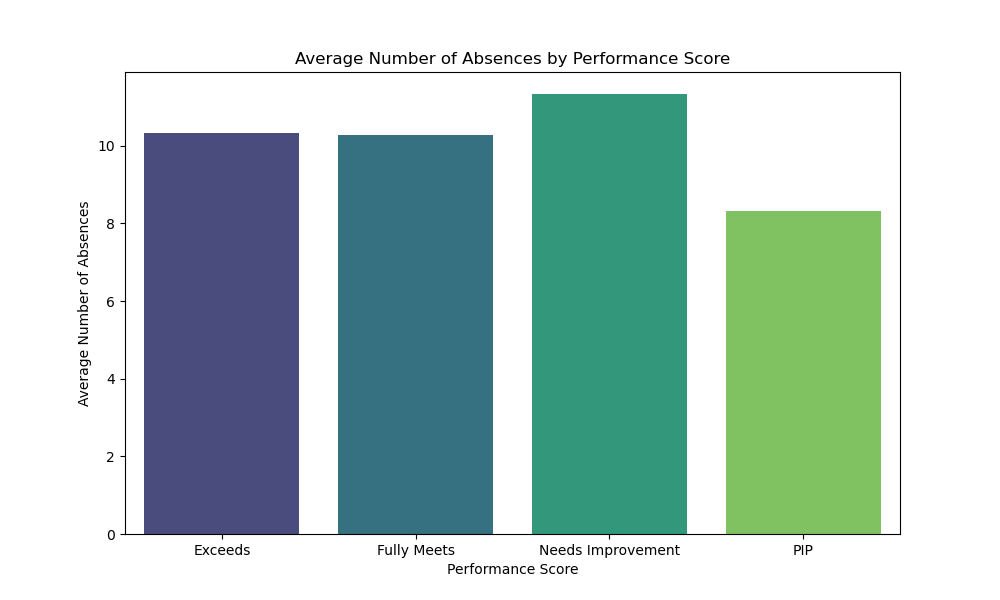 Average Number of Absences by Performance Score
Average Number of Absences
10
8
6
4
2
0
Exceeds
Fully Meets
Needs Improvement
PIP
Performance Score